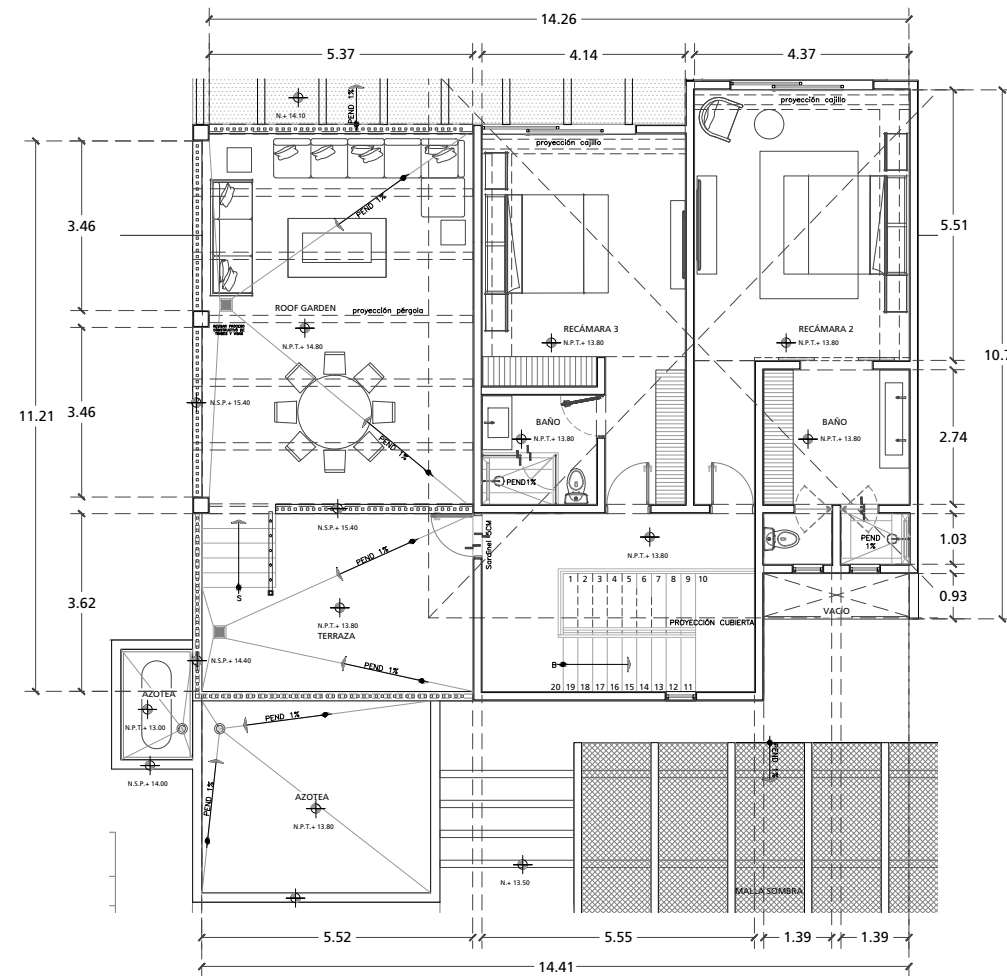 14.26
5.37
4.14
4.37
proyección cajillo
N.+ 14.10
PEND 1%
proyección cajillo
3.46
PEND 1%
5.51
ROOF GARDEN
proyección pérgola
RECÁMARA 3
RECÁMARA 2
N.P.T.+ 14.80
N.P.T.+ 13.80
N.P.T.+ 13.80
11.21
3.46
N.S.P.+ 15.40
BAÑO
N.P.T.+ 13.80
BAÑO
N.P.T.+ 13.80
2.74
PEND 1%
PEND1%
N.S.P.+ 15.40
Sardinel 5CM
N.P.T.+ 13.80
PEND 1%
1.03
PEND 1%
3.62
S
1 2 3 4 5 6 7 8 9 10
0.93
N.P.T.+ 13.80
TERRAZA
PROYECCIÓN CUBIERTA
VACÍO
N.S.P.+ 14.40
PEND 1%
B
20 19 18 17 16 15 14 13 12 11
AZOTEA
N.P.T.+ 13.00
PEND 1%
N.S.P.+ 14.00
PEND 1%
PEND 1%
AZOTEA
N.P.T.+ 13.80
N.+ 13.50
MALLA SOMBRA
5.52
5.55
1.39
1.39
14.41